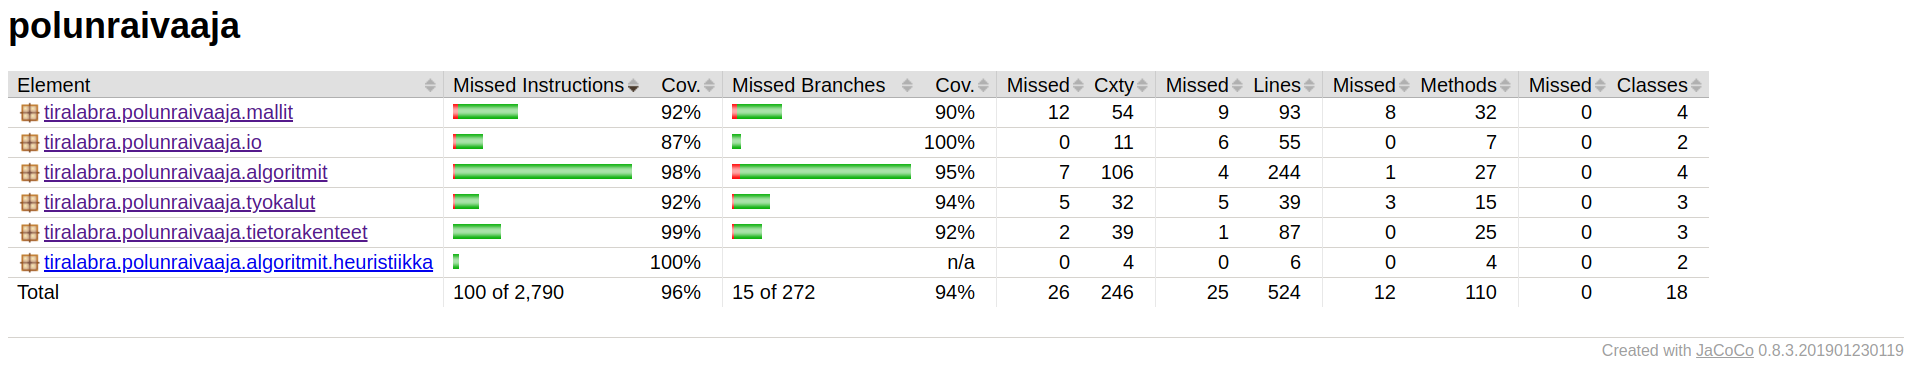 polunraivaaja
Element Missed Instructions Cov. Missed Branches Cov. Missed Cxty Missed Lines Missed Methods Missed Classes
tiralabra.polunraivaaja.mallit 92% 90% 12 54 9 93 8 32 0 4
tiralabra.polunraivaaja.io 87% 100% 0 11 6 55 0 7 0 2
tiralabra.polunraivaaja.algoritmit 98% 95% 7 106 4 244 1 27 0 4
tiralabra.polunraivaaja.tyokalut 92% 94% 5 32 5 39 3 15 0 3
tiralabra.polunraivaaja.tietorakenteet 99% 92% 2 39 1 87 0 25 0 3
tiralabra.polunraivaaja.algoritmit.heuristiikka 100% n/a 0 4 0 6 0 4 0 2
Total 100 of 2,790 96% 15 of 272 94% 26 246 25 524 12 110 0 18
Created with JaCoCo 0.8.3.201901230119